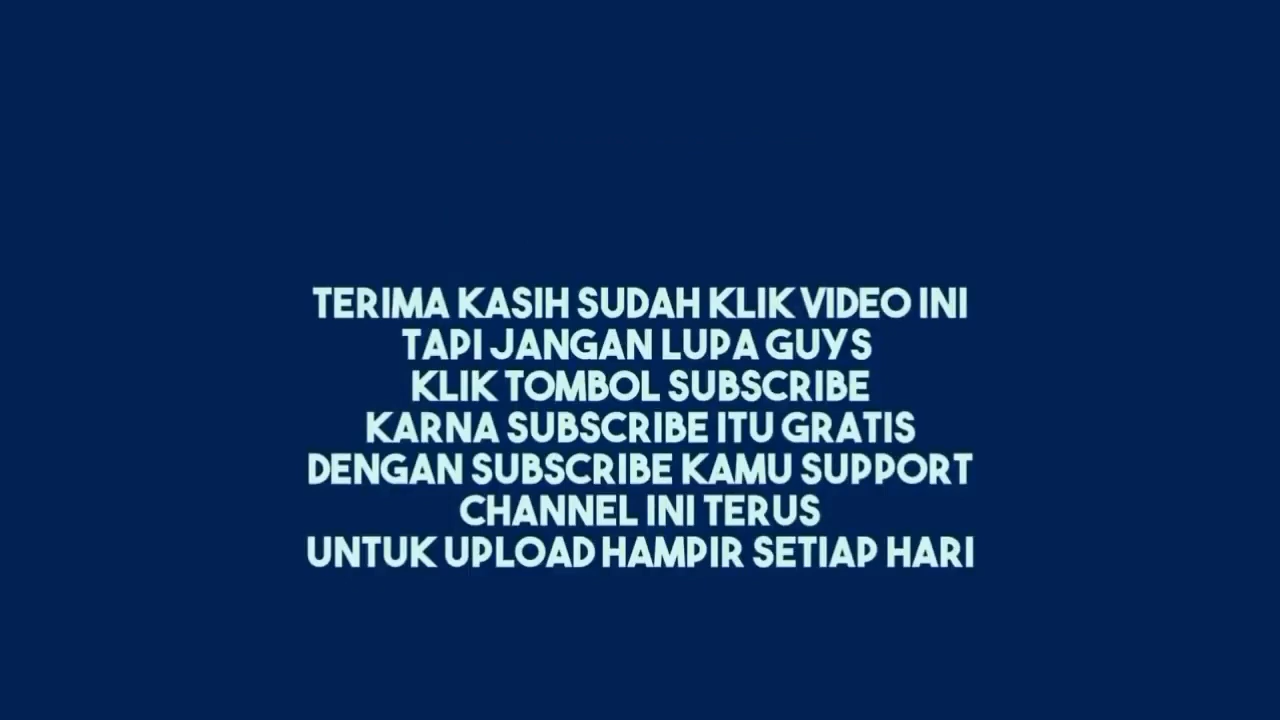 TERIMA KASIH SUDAH KLIK VIDEO INI
TAPI JANGAN LUPA GUYS
KLIK TOMBOL SUBSCRIBE
KARNA SUBSCRIBE ITU GRATIS
DENGAN SUBSCRIBE KAMU SUPPORT
CHANNEL INI TERUS
UNTUK UPLOAD HAMPIR SETIAP HARI